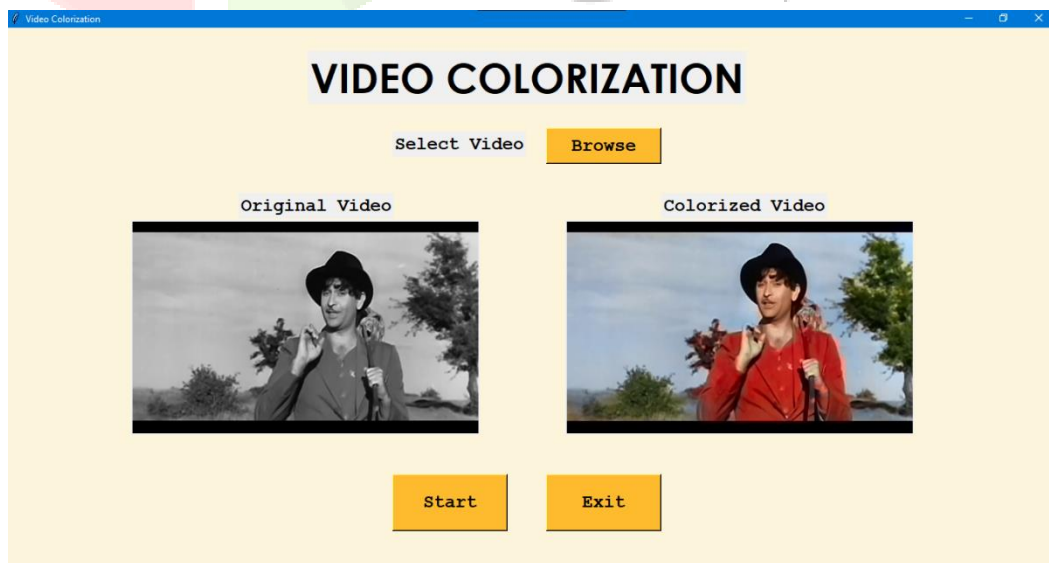 Video Colorization
VIDEO COLORIZATION
Select Video
Browse
Original Video
Colorized Video
Start
Exit